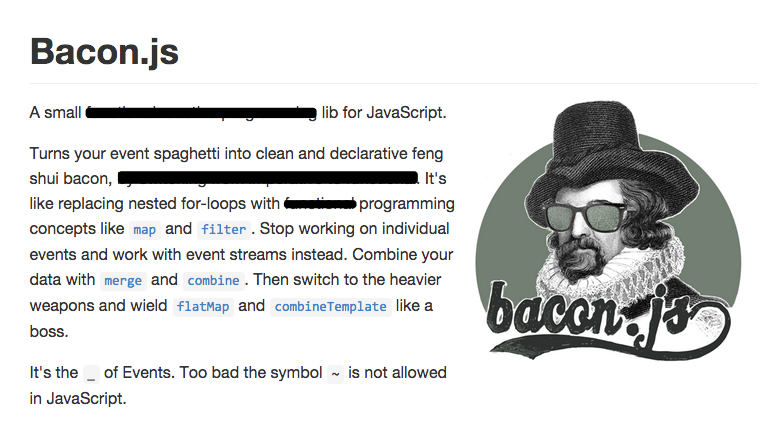 Bacon.js
A small lib for JavaScript.
Turns your event spaghetti into clean and declarative feng
shui bacon, . It's
like replacing nested for-loops with programming
concepts like map and filter . Stop working on individual
events and work with event streams instead. Combine your
data with merge and combine . Then switch to the heavier
weapons and wield flatMap and combineTemplate like a
boss.
It's the _ of Events. Too bad the symbol ~ is not allowed
in JavaScript.
bacon.js